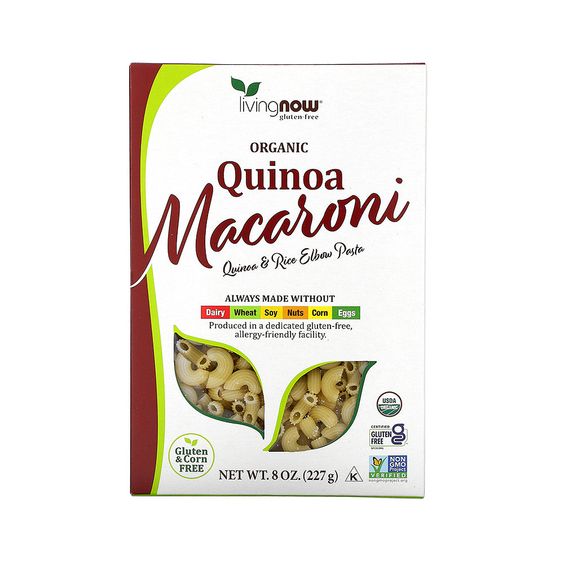 livingnow®
gluten-free
ORGANIC
Quinoa
Macaroni
Quinoa & Rice Elbow Pasta
ALWAYS MADE WITHOUT
Dairy Wheat Soy Nuts Corn Eggs
Produced in a dedicated gluten-free,
allergy-friendly facility.
USDA
ORGANIC
CERTIFIED
GLUTEN
FREE
Gluten
& Corn
FREE
NON
GMO
Project
VERIFIED
nongmoproject.org
NET WT. 8 OZ. (227 g)
K